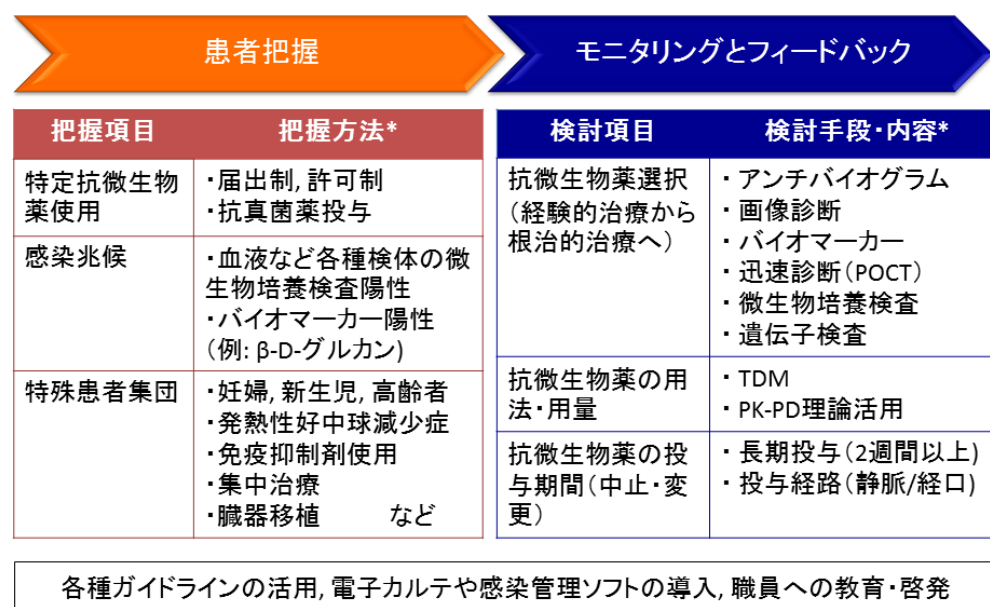 患者把握
モニタリングとフィードバック
把握項目 把握方法*
特定抗微生物
薬使用
・届出制, 許可制
・抗真菌薬投与
感染兆候
・血液など各種検体の微
生物培養検査陽性
・バイオマーカー陽性
(例: β-D-グルカン)
特殊患者集団
・妊婦, 新生児, 高齢者
・発熱性好中球減少症
・免疫抑制剤使用
・集中治療
・臓器移植 など
検討項目 検討手段・内容*
抗微生物薬選択
(経験的治療から
根治的治療へ)
・アンチバイオグラム
・画像診断
・バイオマーカー
・迅速診断(POCT)
・微生物培養検査
・遺伝子検査
抗微生物薬の用
法・用量
・TDM
・PK-PD理論活用
抗微生物薬の投
与期間(中止・変
更)
・長期投与(2週間以上)
・投与経路(静脈/経口)
各種ガイドラインの活用, 電子カルテや感染管理ソフトの導入, 職員への教育・啓発